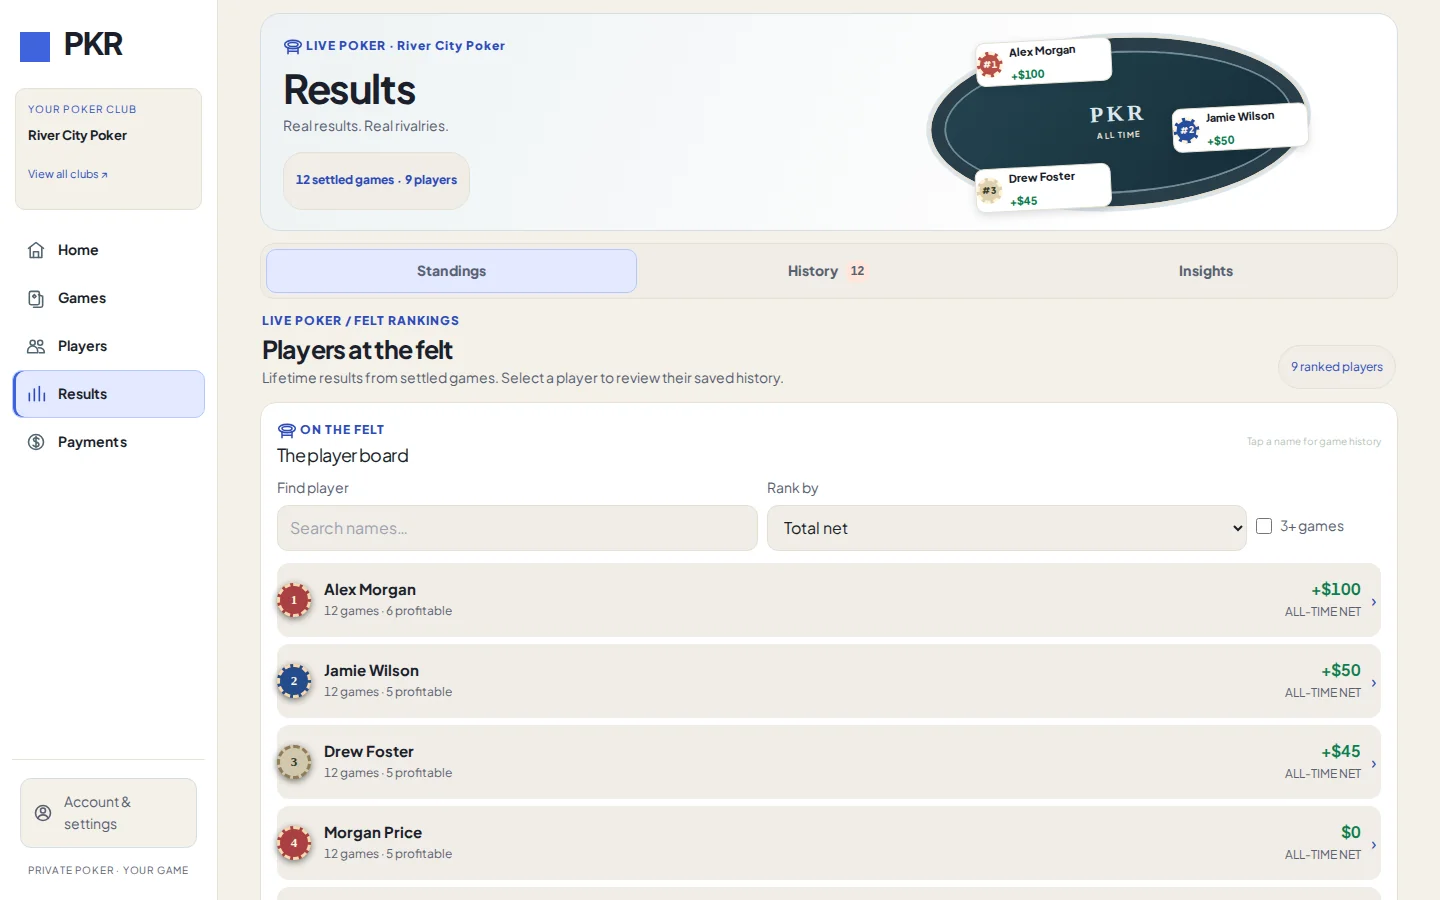 PKR
YOUR POKER CLUB
River City Poker
View all clubs ↗
Home
Games
Players
Results
Payments
Account &
settings
PRIVATE POKER · YOUR GAME
LIVE POKER · River City Poker
Results
Real results. Real rivalries.
12 settled games · 9 players
#1 Alex Morgan
+$100
PKR
ALL TIME
#2 Jamie Wilson
+$50
#3 Drew Foster
+$45
Standings
History 12
Insights
LIVE POKER / FELT RANKINGS
Players at the felt
Lifetime results from settled games. Select a player to review their saved history.
9 ranked players
ON THE FELT
The player board
Tap a name for game history
Find player
Search names...
Rank by
Total net
3+ games
1 Alex Morgan
12 games · 6 profitable
+$100
ALL-TIME NET
2 Jamie Wilson
12 games · 5 profitable
+$50
ALL-TIME NET
3 Drew Foster
12 games · 5 profitable
+$45
ALL-TIME NET
4 Morgan Price
12 games · 5 profitable
$0
ALL-TIME NET